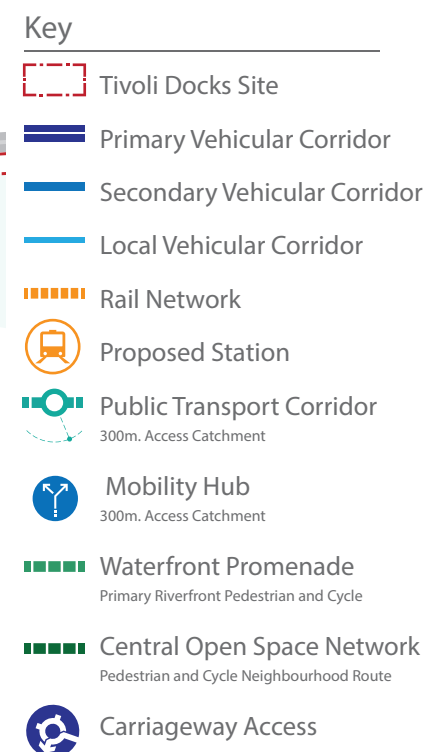 Key
Tivoli Docks Site
Primary Vehicular Corridor
Secondary Vehicular Corridor
Local Vehicular Corridor
Rail Network
Proposed Station
Public Transport Corridor
300m. Access Catchment
Mobility Hub
300m. Access Catchment
Waterfront Promenade
Primary Riverfront Pedestrian and Cycle
Central Open Space Network
Pedestrian and Cycle Neighbourhood Route
Carriageway Access